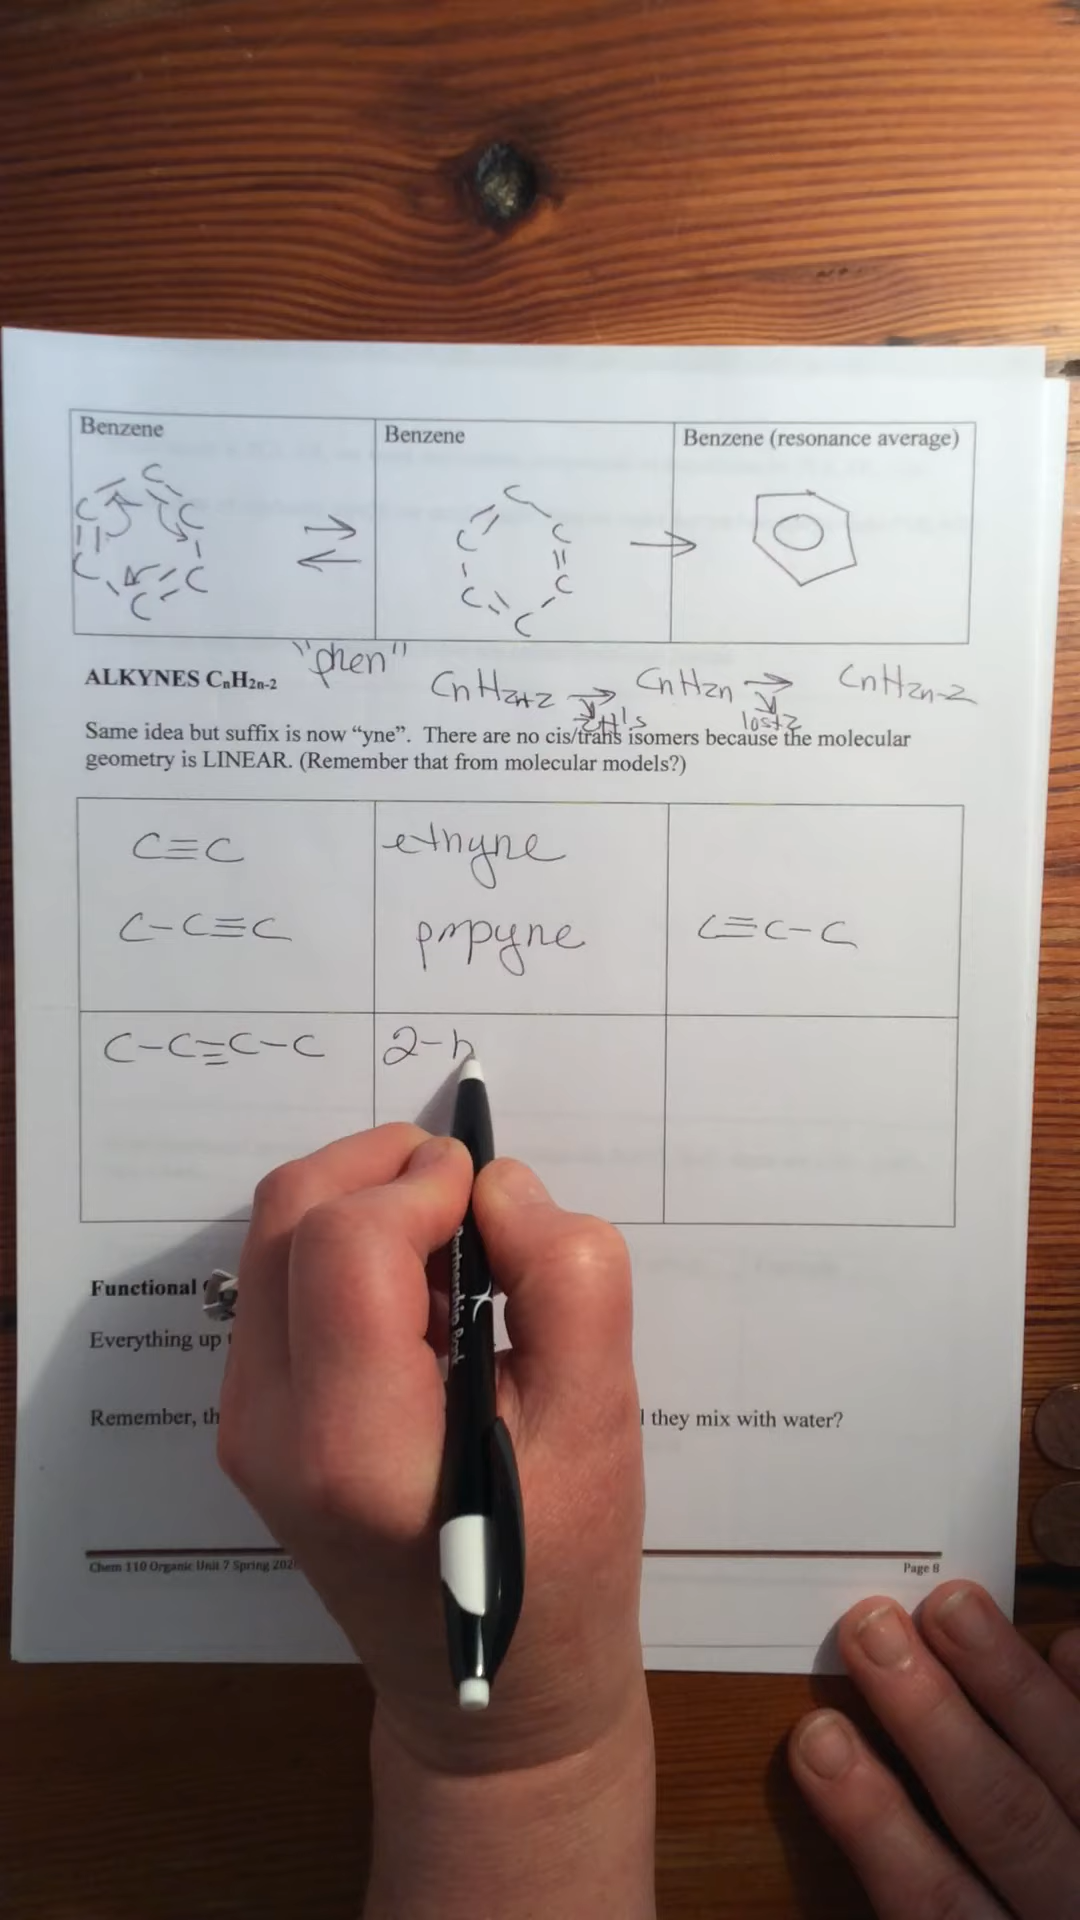 Benzene
Benzene
Benzene (resonance average)
"phen"
ALKYNES CnH2n-2
CnH2n+2 → CnH2n → CnH2n-2
2H's
lost 2
Same idea but suffix is now “yne”. There are no cis/trans isomers because the molecular
geometry is LINEAR. (Remember that from molecular models?)
C≡C
ethyne
C-C≡C
propyne
C≡C-C
C-C≡C-C
2-b
Functional
Everything up
Remember, th
they mix with water?
Partnership Bank
Chem 110 Organic Unit 7 Spring
Page 8